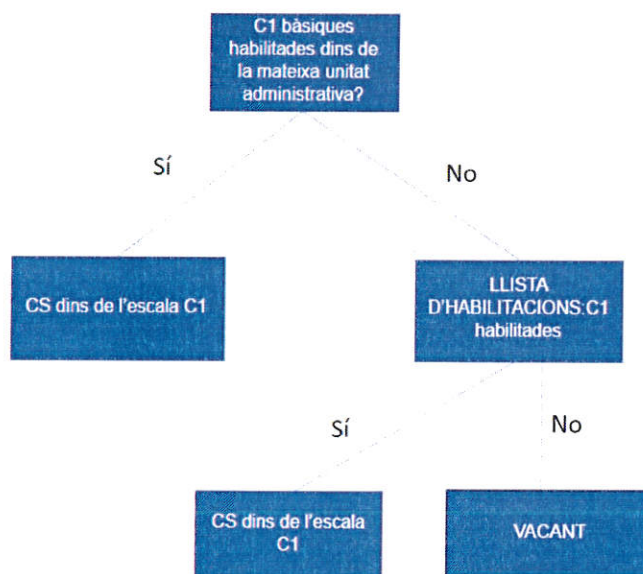 C1 bàsiques
habilitades dins de
la mateixa unitat
administrativa?
Sí
No
CS dins de l'escala C1
LLISTA
D'HABILITACIONS:C1
habilitades
Sí
No
CS dins de l'escala
C1
VACANT